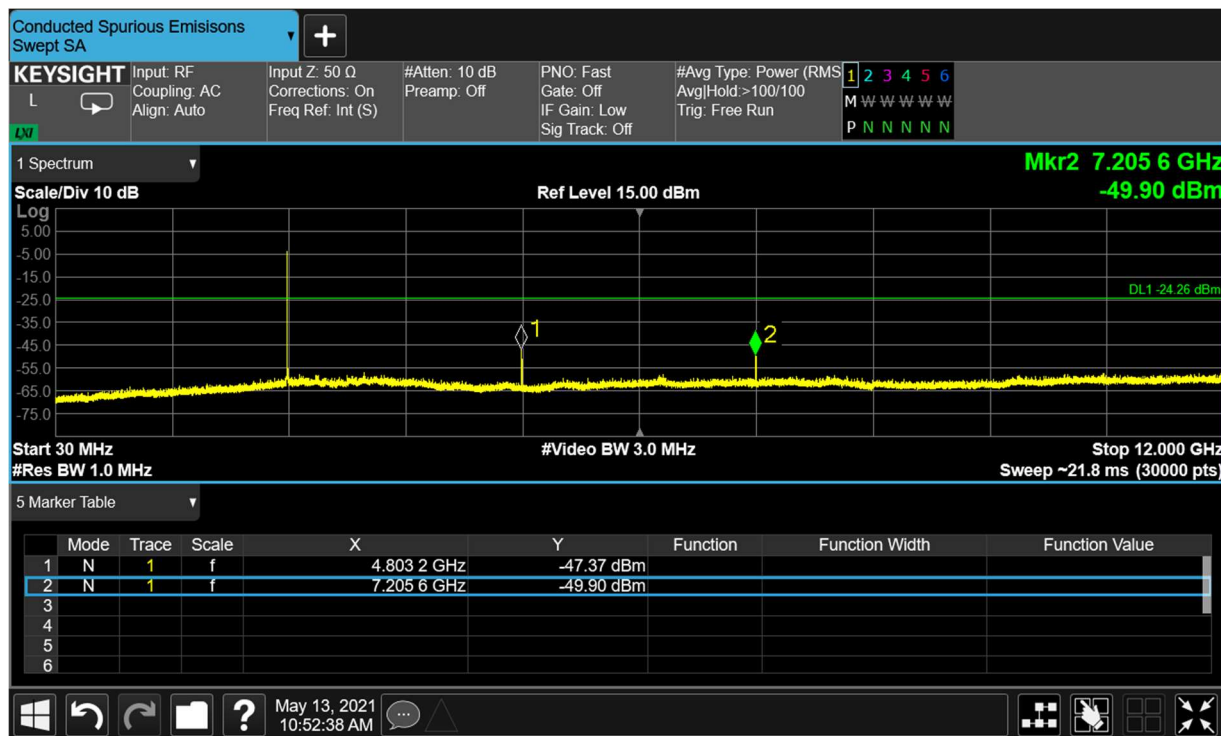 Conducted Spurious Emisisons
Swept SA
KEYSIGHT
L
LXI
Input: RF
Coupling: AC
Align: Auto
Input Z: 50 Ω
Corrections: On
Freq Ref: Int (S)
#Atten: 10 dB
Preamp: Off
PNO: Fast
Gate: Off
IF Gain: Low
Sig Track: Off
#Avg Type: Power (RMS
Avg|Hold:>100/100
Trig: Free Run
1 2 3 4 5 6
M W W W W W W
P N N N N N
1 Spectrum
Mkr2 7.205 6 GHz
-49.90 dBm
Scale/Div 10 dB
Ref Level 15.00 dBm
Log
5.00
-5.00
-15.0
-25.0
-35.0
-45.0
-55.0
-65.0
-75.0
DL1 -24.26 dBm
1
2
Start 30 MHz
#Video BW 3.0 MHz
Stop 12.000 GHz
#Res BW 1.0 MHz
Sweep ~21.8 ms (30000 pts)
5 Marker Table
Mode Trace Scale X Y Function Function Width Function Value
1 N 1 f 4.803 2 GHz -47.37 dBm
2 N 1 f 7.205 6 GHz -49.90 dBm
3
4
5
6
?
May 13, 2021
10:52:38 AM